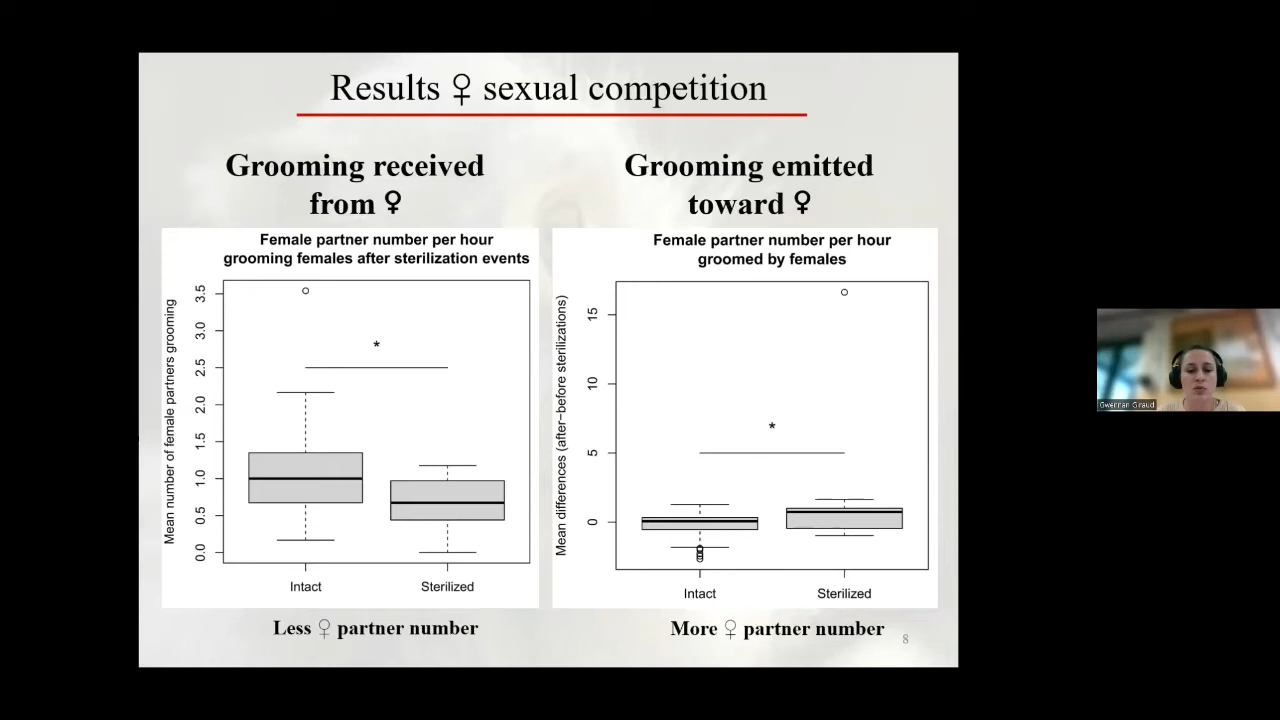 Results ♀ sexual competition
Grooming received
from ♀
Grooming emitted
toward ♀
Female partner number per hour
grooming females after sterilization events
Mean number of female partners grooming
3.5
3.0
2.5
2.0
1.5
1.0
0.5
0.0
*
Intact
Sterilized
Female partner number per hour
groomed by females
Mean differences (after−before sterilizations)
15
10
5
0
*
Intact
Sterilized
Less ♀ partner number
More ♀ partner number
8
Gwennan Giraud